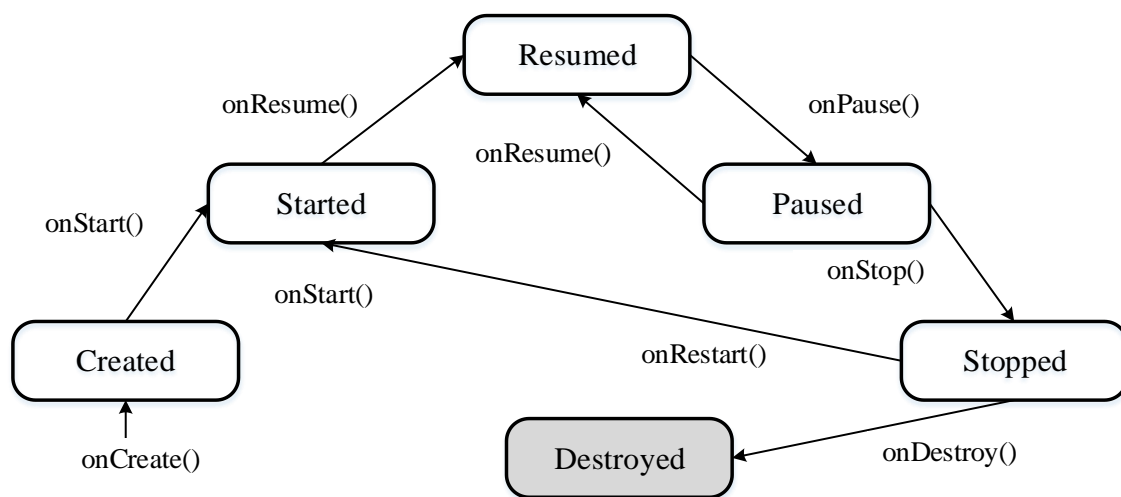 Resumed
onResume()
onPause()
onResume()
Started
Paused
onStart()
onStop()
onStart()
Created
onRestart()
Stopped
onCreate()
Destroyed
onDestroy()